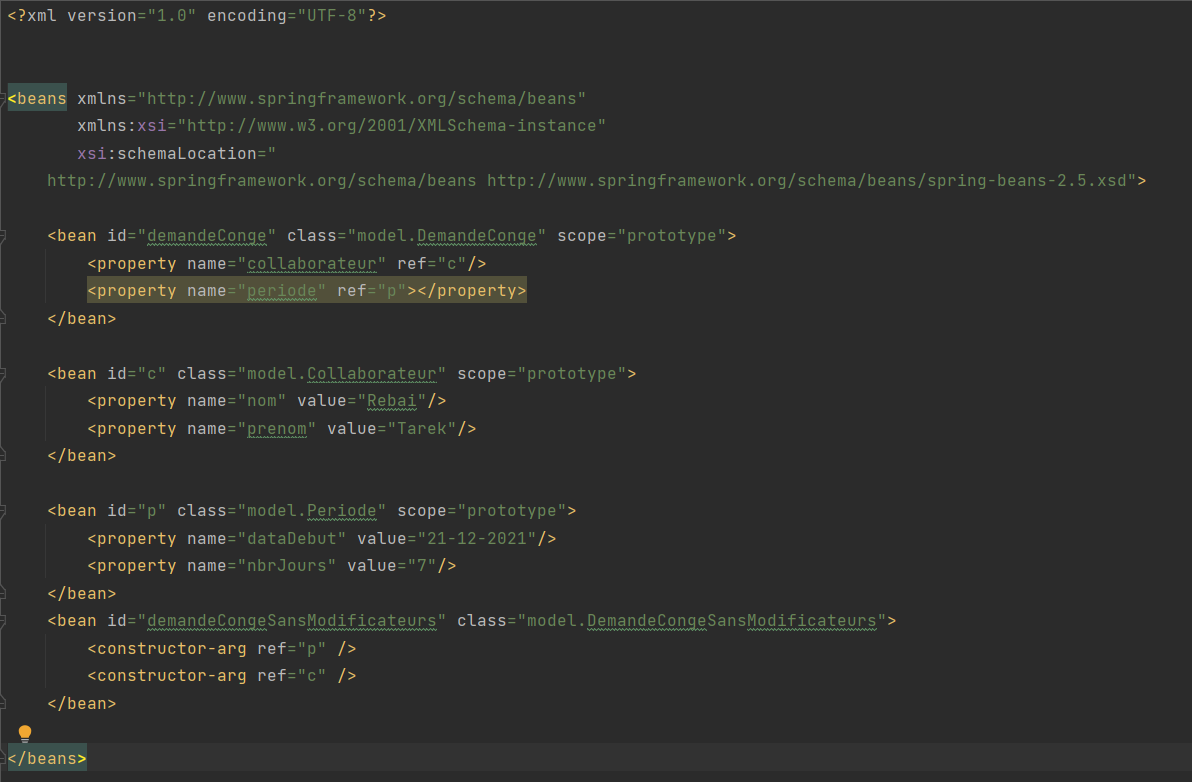 <?xml version="1.0" encoding="UTF-8"?>
<beans xmlns="http://www.springframework.org/schema/beans"
xmlns:xsi="http://www.w3.org/2001/XMLSchema-instance"
xsi:schemaLocation="
http://www.springframework.org/schema/beans http://www.springframework.org/schema/beans/spring-beans-2.5.xsd">
<bean id="demandeConge" class="model.DemandeConge" scope="prototype">
<property name="collaborateur" ref="c"/>
<property name="periode" ref="p"></property>
</bean>
<bean id="c" class="model.Collaborateur" scope="prototype">
<property name="nom" value="Rebai"/>
<property name="prenom" value="Tarek"/>
</bean>
<bean id="p" class="model.Periode" scope="prototype">
<property name="dataDebut" value="21-12-2021"/>
<property name="nbrJours" value="7"/>
</bean>
<bean id="demandeCongeSansModificateurs" class="model.DemandeCongeSansModificateurs">
<constructor-arg ref="p" />
<constructor-arg ref="c" />
</bean>
</beans>